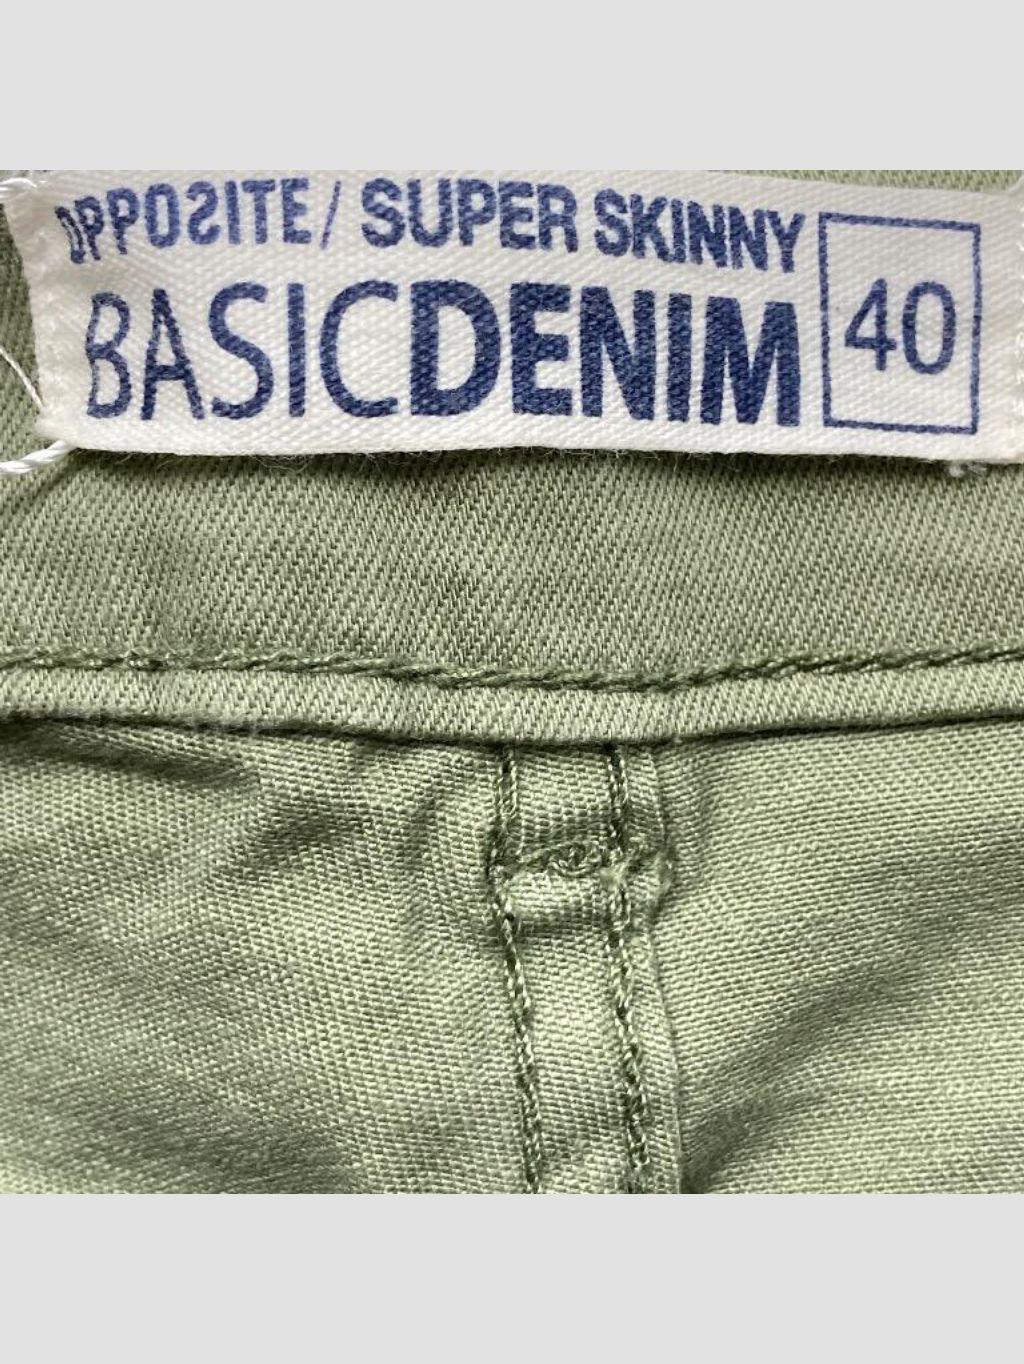 OPPOSITE / SUPER SKINNY
BASICDENIM 40